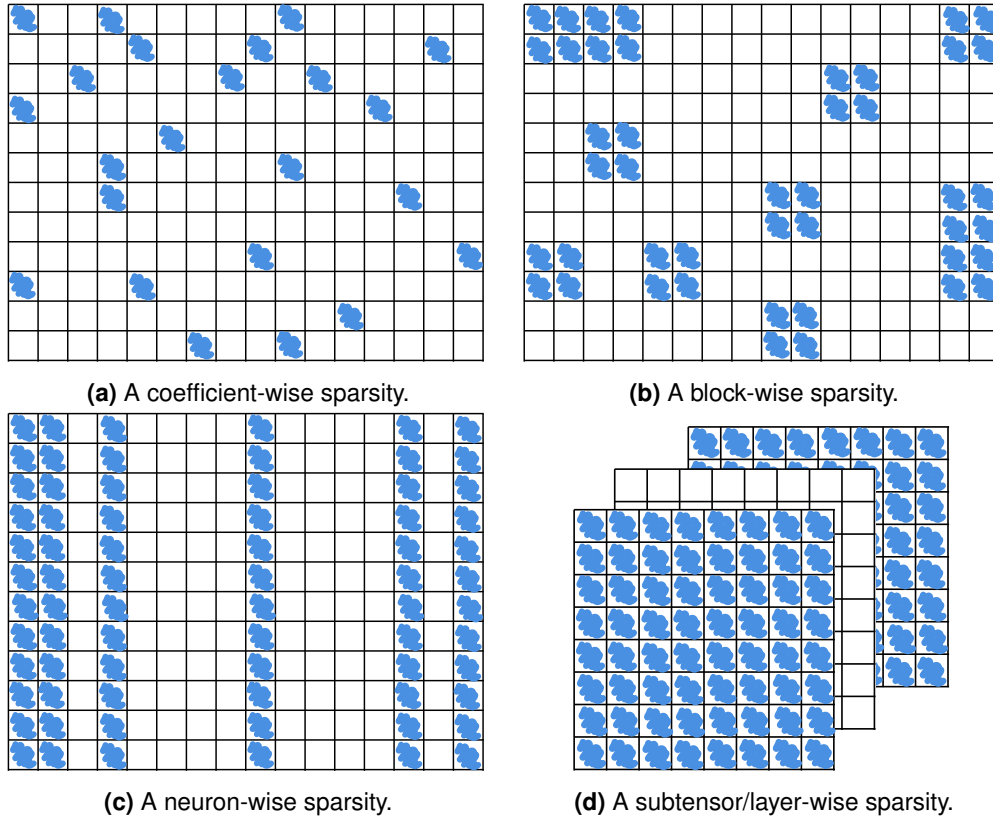 (a) A coefficient-wise sparsity.
(b) A block-wise sparsity.
(c) A neuron-wise sparsity.
(d) A subtensor/layer-wise sparsity.